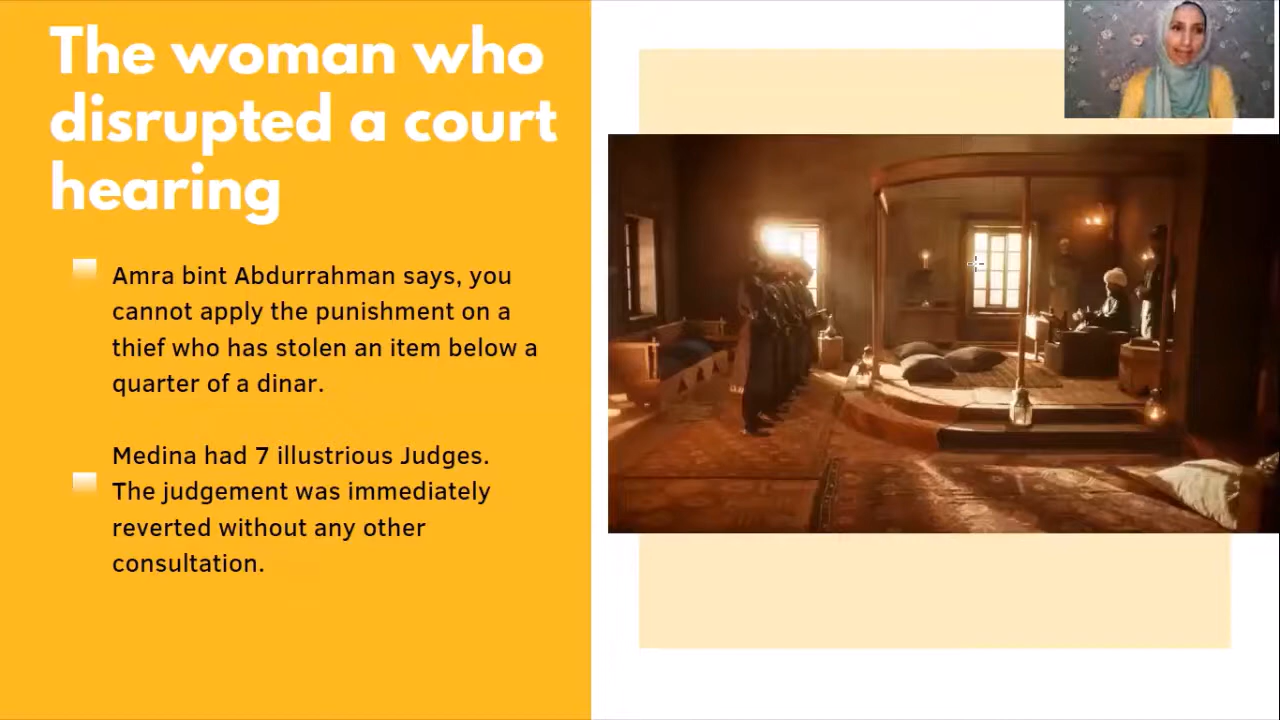 The woman who
disrupted a court
hearing
Amra bint Abdurrahman says, you
cannot apply the punishment on a
thief who has stolen an item below a
quarter of a dinar.
Medina had 7 illustrious Judges.
The judgement was immediately
reverted without any other
consultation.